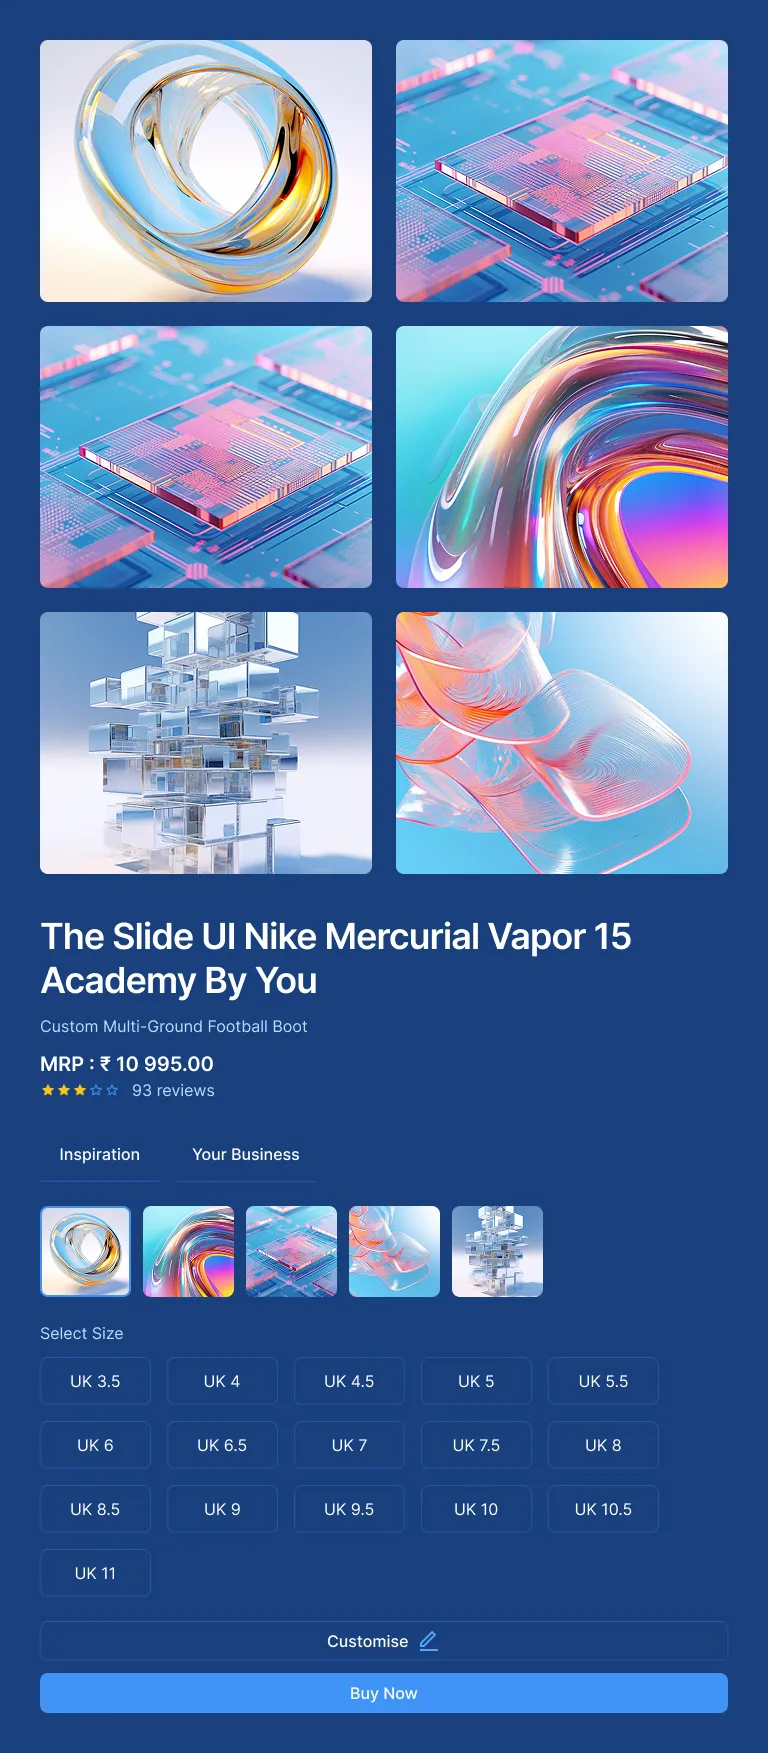 The Slide UI Nike Mercurial Vapor 15
Academy By You
Custom Multi-Ground Football Boot
MRP : ₹ 10 995.00
93 reviews
Inspiration
Your Business
Select Size
UK 3.5
UK 4
UK 4.5
UK 5
UK 5.5
UK 6
UK 6.5
UK 7
UK 7.5
UK 8
UK 8.5
UK 9
UK 9.5
UK 10
UK 10.5
UK 11
Customise
Buy Now